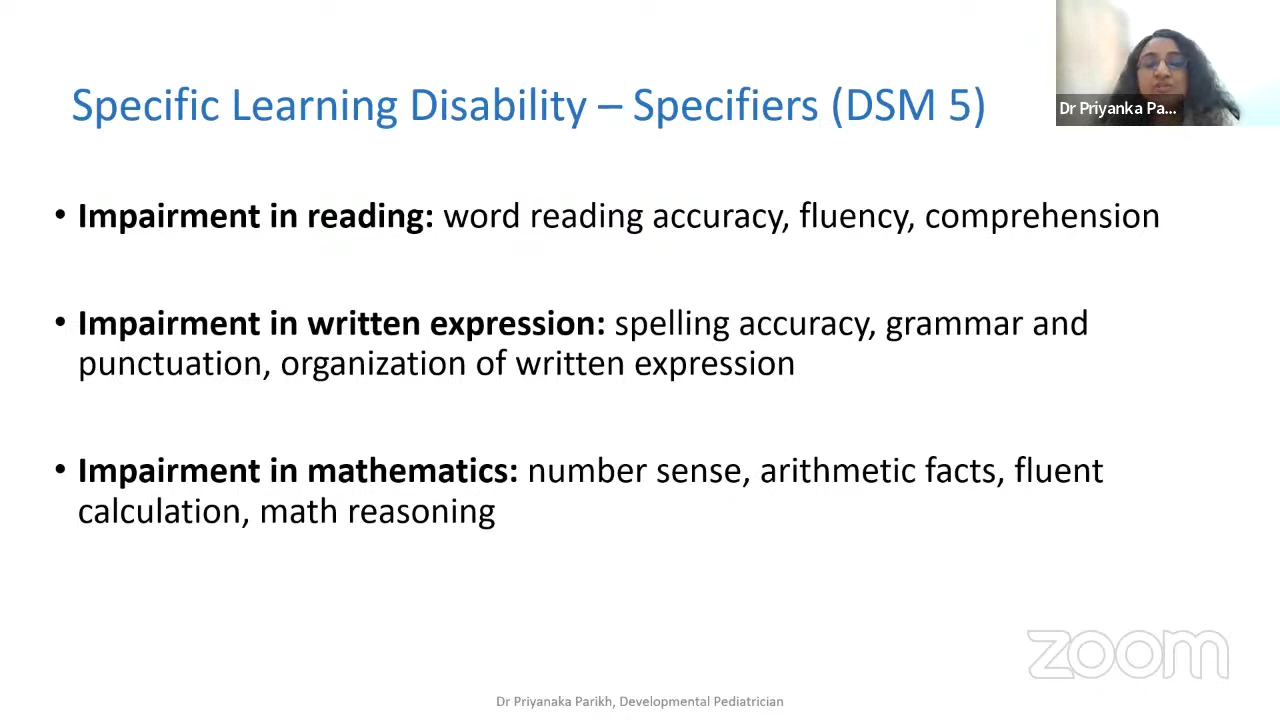 Specific Learning Disability – Specifiers (DSM 5)
Dr Priyanka Pa...
• Impairment in reading: word reading accuracy, fluency, comprehension
• Impairment in written expression: spelling accuracy, grammar and
punctuation, organization of written expression
• Impairment in mathematics: number sense, arithmetic facts, fluent
calculation, math reasoning
zoom
Dr Priyanaka Parikh, Developmental Pediatrician